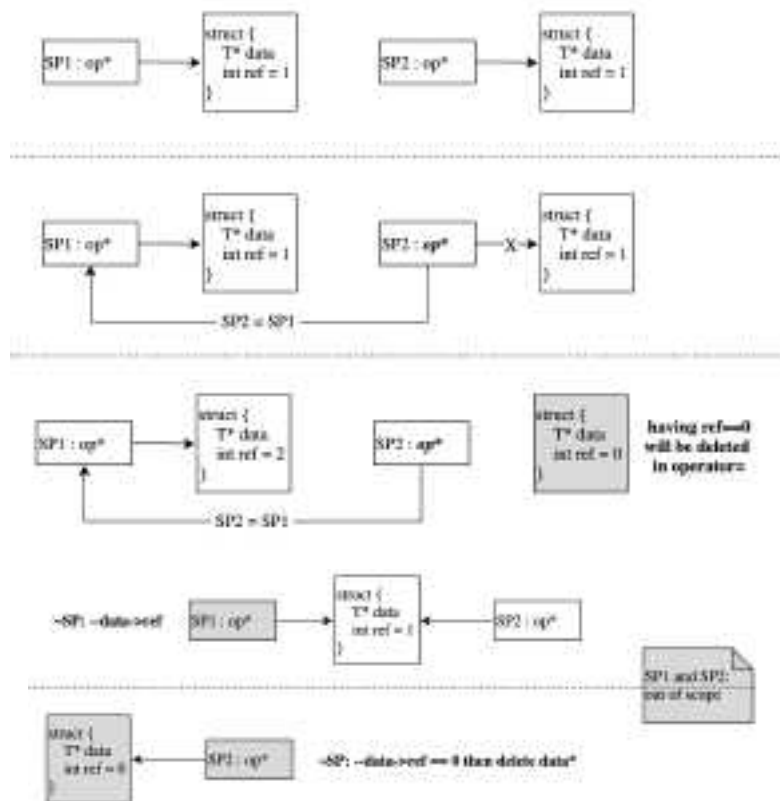 SP1 : op*
struct {
T* data
int ref = 1
}
SP2 : op*
struct {
T* data
int ref = 1
}
SP1 : op*
struct {
T* data
int ref = 1
}
SP2 : op*
X
struct {
T* data
int ref = 1
}
SP2 = SP1
SP1 : op*
struct {
T* data
int ref = 2
}
SP2 : op*
struct {
T* data
int ref = 0
}
having ref==0
will be deleted
in operator=
SP2 = SP1
~SP: --data->ref
SP1 : op*
struct {
T* data
int ref = 1
}
SP2 : op*
SP1 and SP2:
out of scope
struct {
T* data
int ref = 0
}
SP2 : op*
~SP: --data->ref == 0 then delete data*